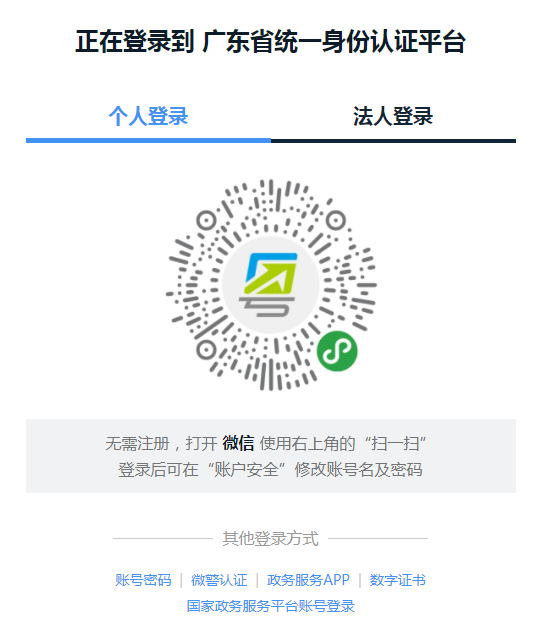 正在登录到 广东省统一身份认证平台
个人登录 法人登录
无需注册，打开 微信 使用右上角的“扫一扫”
登录后可在“账户安全”修改账号名及密码
其他登录方式
账号密码 | 微警认证 | 政务服务APP | 数字证书
国家政务服务平台账号登录